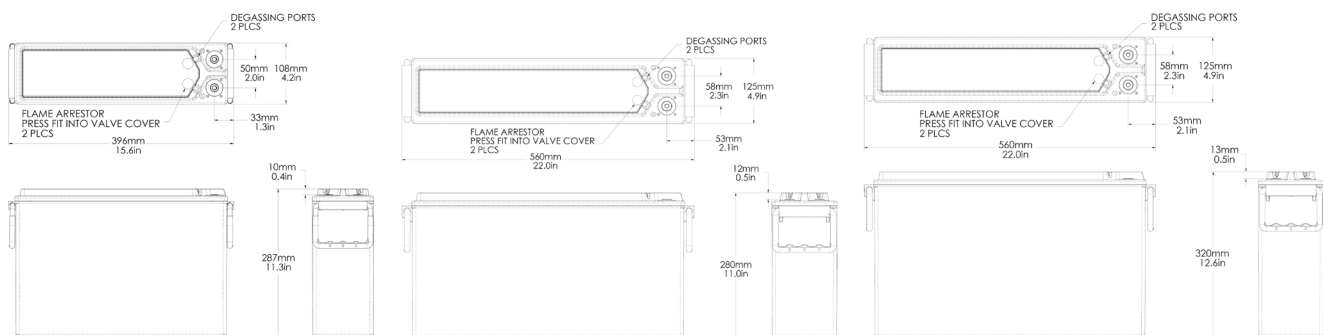 DEGASSING PORTS
2 PLCS
50mm
2.0in
108mm
4.2in
33mm
1.3in
FLAME ARRESTOR
PRESS FIT INTO VALVE COVER
2 PLCS
396mm
15.6in
10mm
0.4in
287mm
11.3in
DEGASSING PORTS
2 PLCS
58mm
2.3in
125mm
4.9in
53mm
2.1in
FLAME ARRESTOR
PRESS FIT INTO VALVE COVER
2 PLCS
560mm
22.0in
12mm
0.5in
280mm
11.0in
DEGASSING PORTS
2 PLCS
58mm
2.3in
125mm
4.9in
53mm
2.1in
FLAME ARRESTOR
PRESS FIT INTO VALVE COVER
2 PLCS
560mm
22.0in
13mm
0.5in
320mm
12.6in